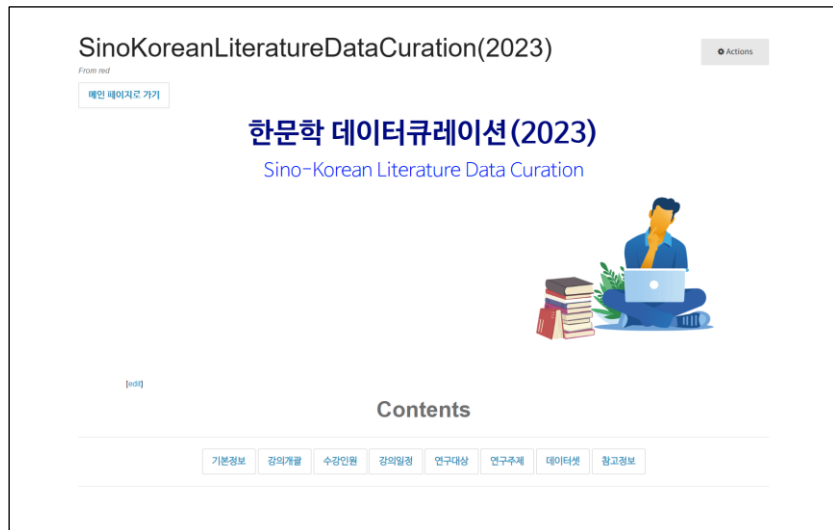 SinoKoreanLiteratureDataCuration(2023)
Actions
From red
메인 페이지로 가기
한문학 데이터큐레이션(2023)
Sino-Korean Literature Data Curation
[edit]
Contents
기본정보 강의개괄 수강인원 강의일정 연구대상 연구주제 데이터셋 참고정보